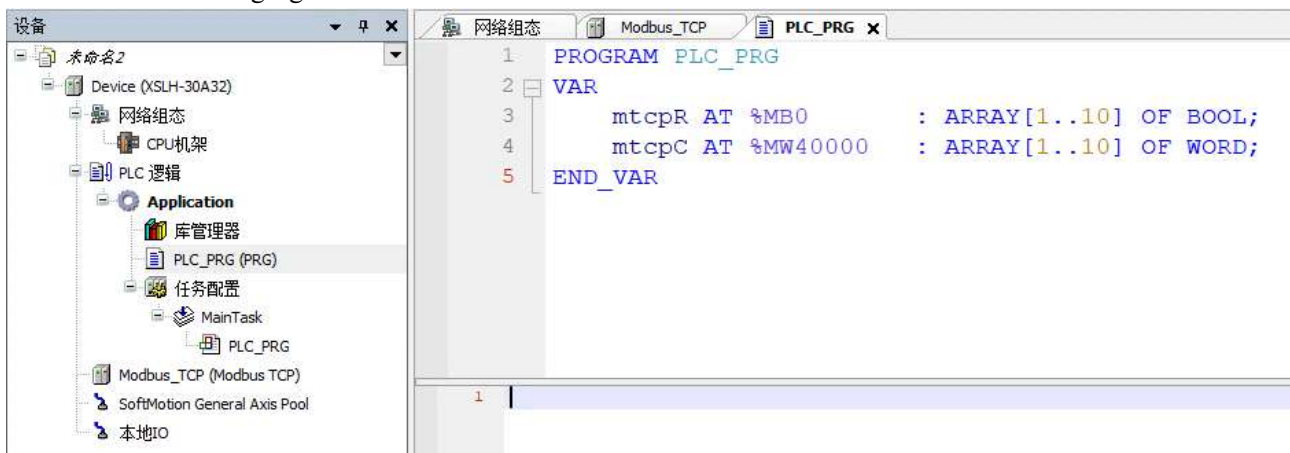 设备
未命名2
Device (XSLH-30A32)
网络组态
CPU机架
PLC 逻辑
Application
库管理器
PLC_PRG (PRG)
任务配置
MainTask
PLC_PRG
Modbus_TCP (Modbus TCP)
SoftMotion General Axis Pool
本地IO
网络组态 Modbus_TCP PLC_PRG
1 PROGRAM PLC_PRG
2 VAR
3 mtcpR AT %MB0 : ARRAY[1..10] OF BOOL;
4 mtcpC AT %MW40000 : ARRAY[1..10] OF WORD;
5 END_VAR
1